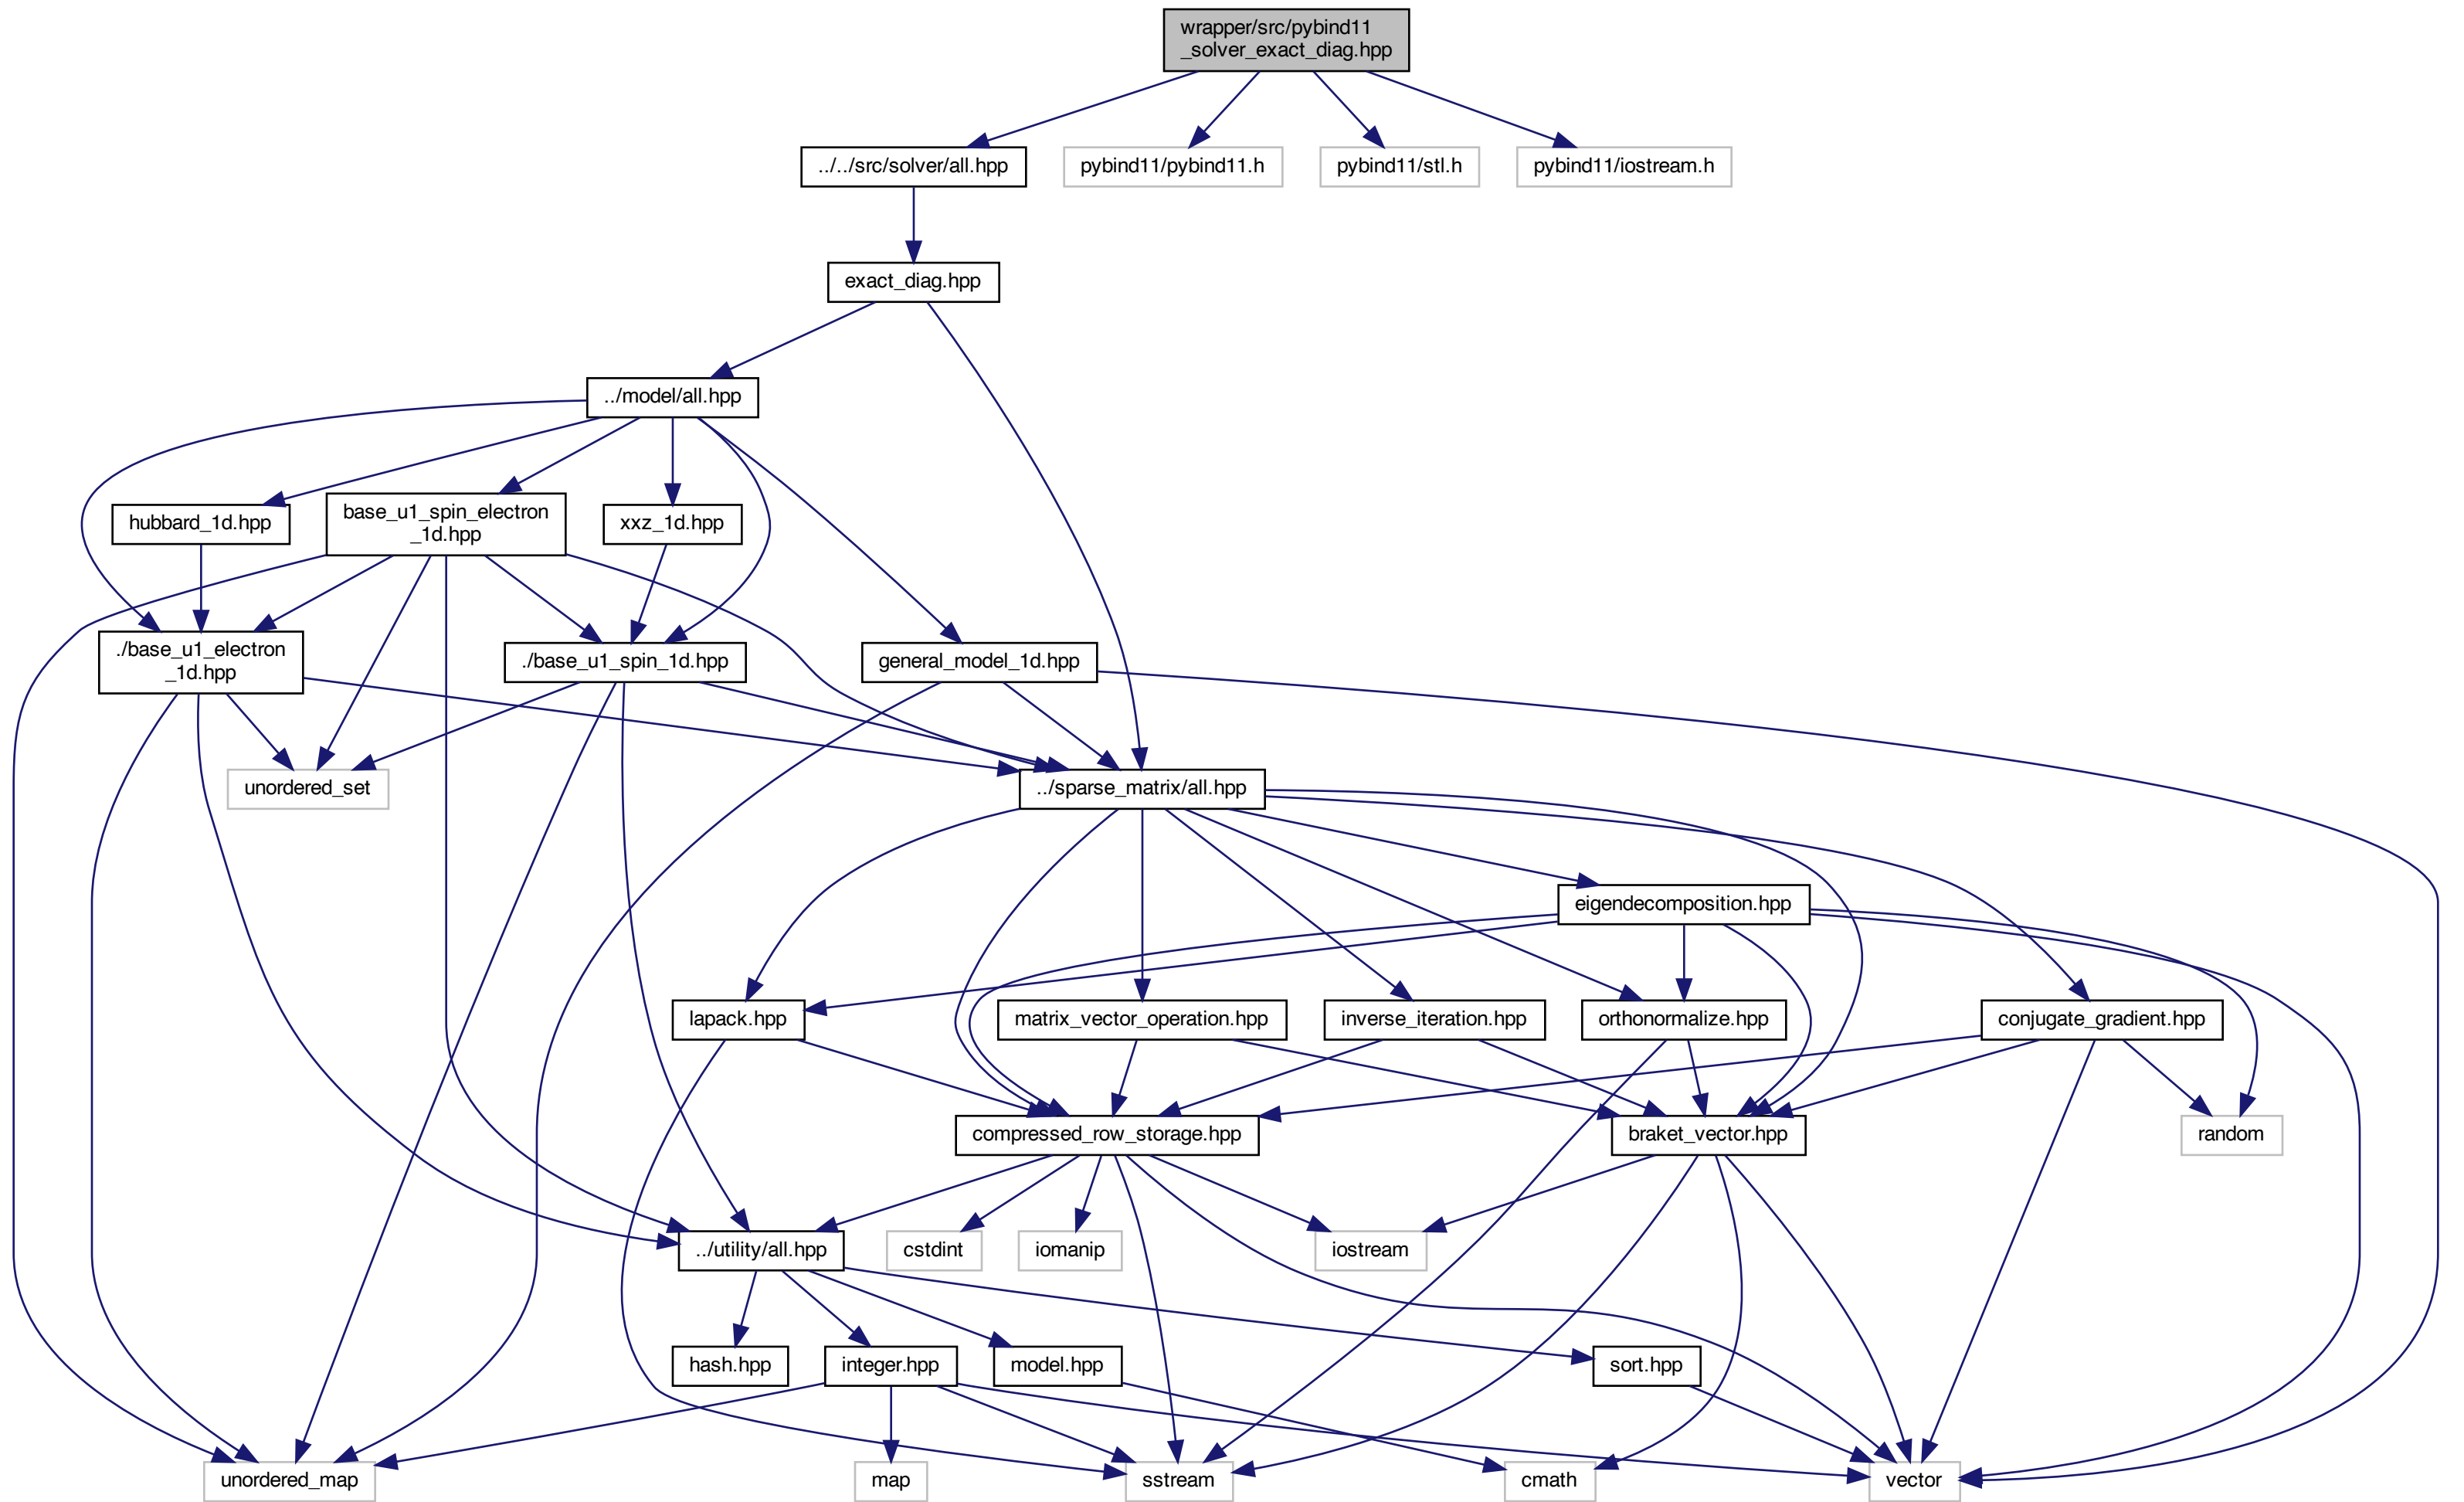 wrapper/src/pybind11
_solver_exact_diag.hpp
../../src/solver/all.hpp
pybind11/pybind11.h
pybind11/stl.h
pybind11/iostream.h
exact_diag.hpp
../model/all.hpp
hubbard_1d.hpp
base_u1_spin_electron
_1d.hpp
xxz_1d.hpp
./base_u1_electron
_1d.hpp
./base_u1_spin_1d.hpp
general_model_1d.hpp
unordered_set
../sparse_matrix/all.hpp
eigendecomposition.hpp
lapack.hpp
matrix_vector_operation.hpp
inverse_iteration.hpp
orthonormalize.hpp
conjugate_gradient.hpp
compressed_row_storage.hpp
braket_vector.hpp
random
../utility/all.hpp
cstdint
iomanip
iostream
hash.hpp
integer.hpp
model.hpp
sort.hpp
unordered_map
map
sstream
cmath
vector